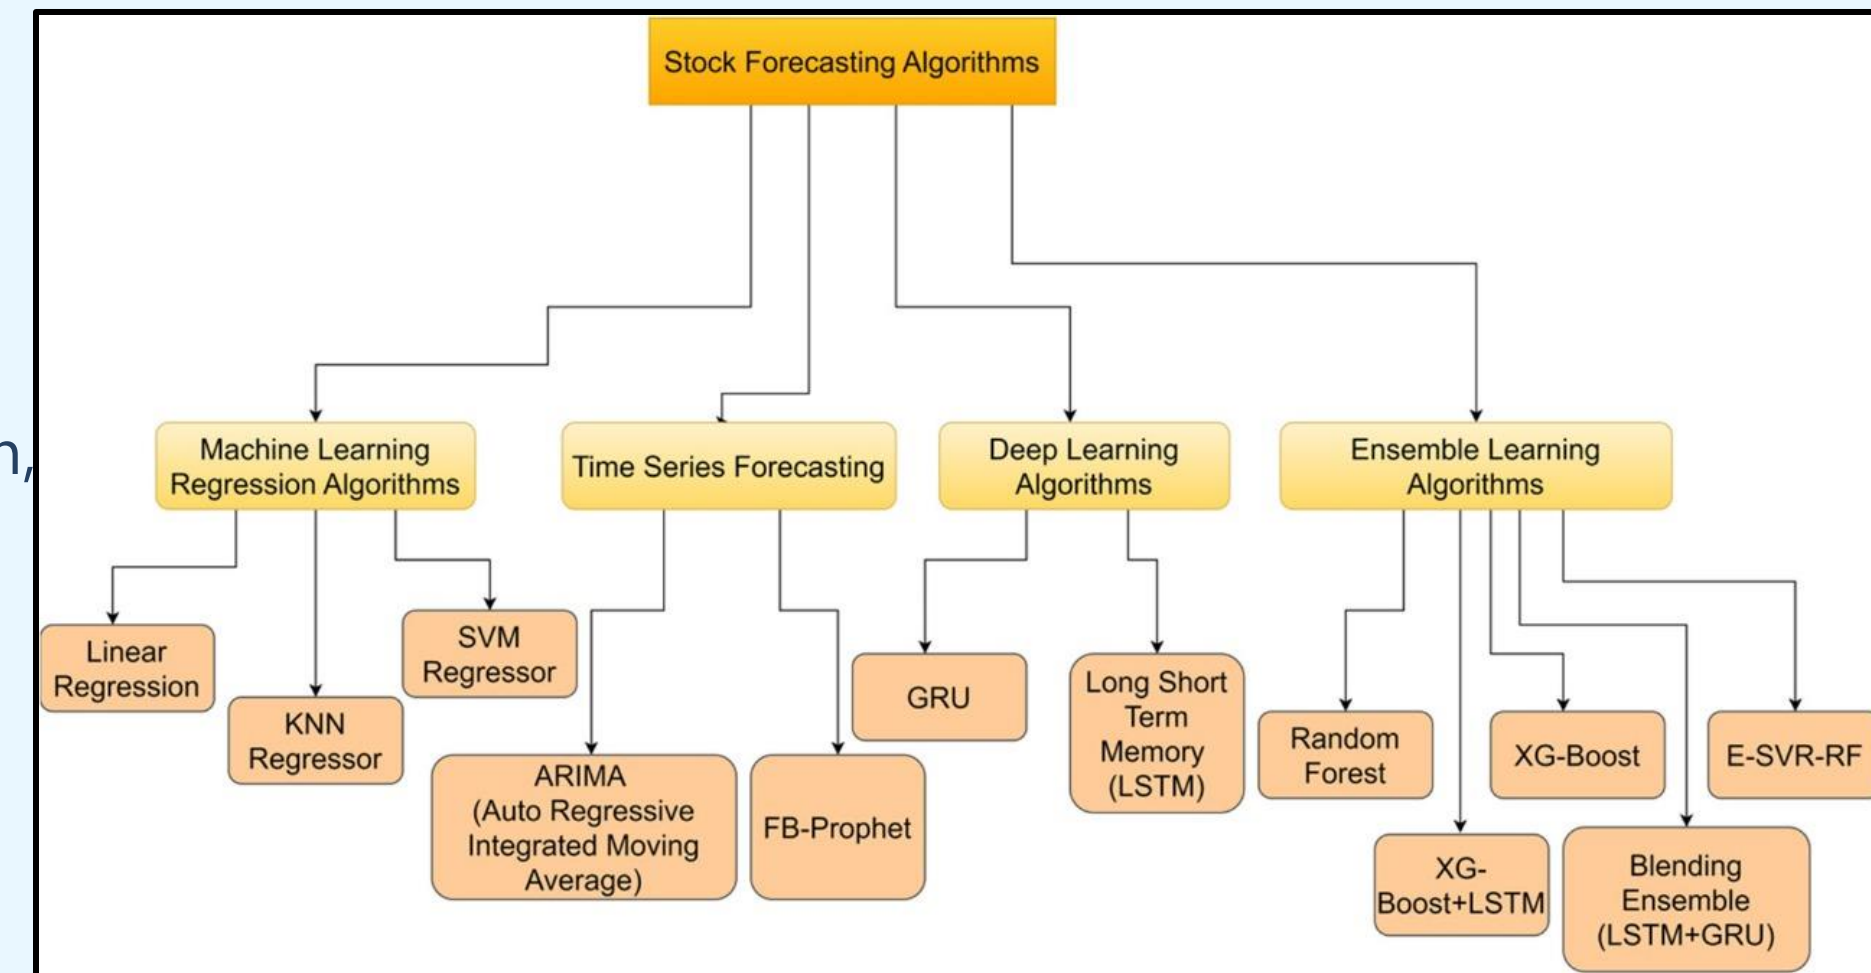 Stock Forecasting Algorithms
Machine Learning
Regression Algorithms
Time Series Forecasting
Deep Learning
Algorithms
Ensemble Learning
Algorithms
n,
Linear
Regression
KNN
Regressor
SVM
Regressor
ARIMA
(Auto Regressive
Integrated Moving
Average)
FB-Prophet
GRU
Long Short
Term
Memory
(LSTM)
Random
Forest
XG-
Boost+LSTM
XG-Boost
Blending
Ensemble
(LSTM+GRU)
E-SVR-RF